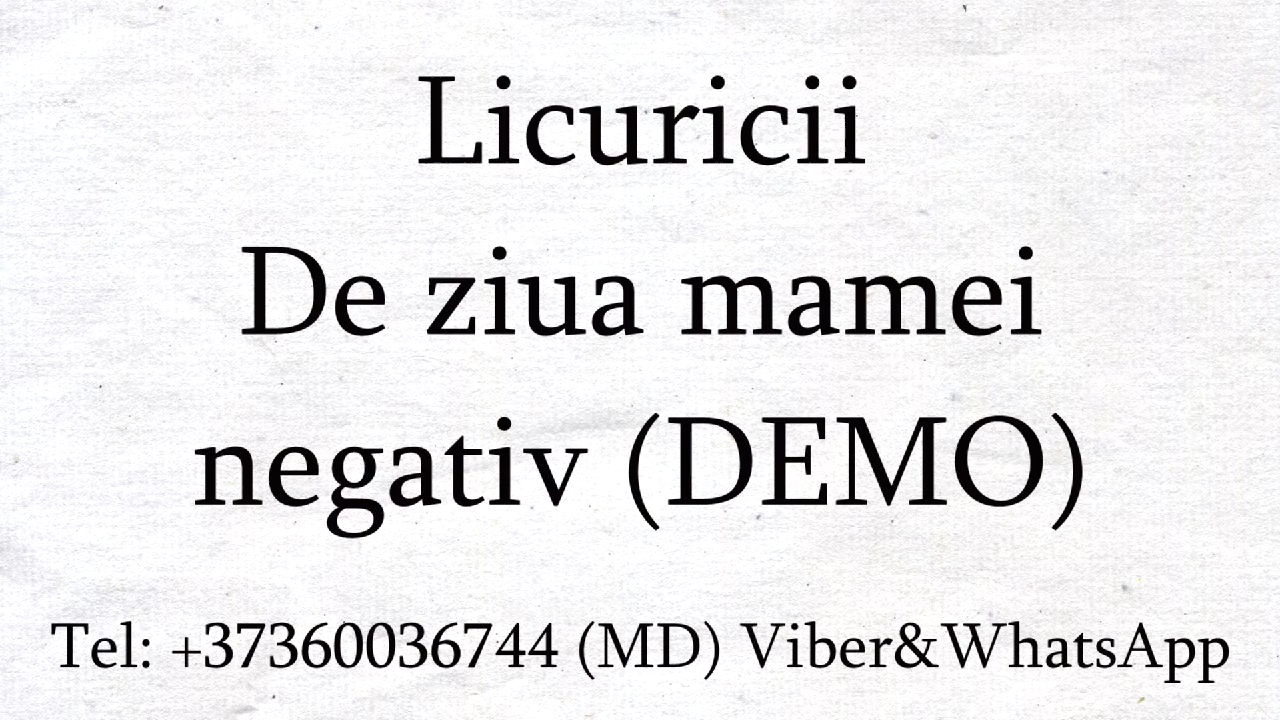 Licuricii
De ziua mamei
negativ (DEMO)
Tel: +37360036744 (MD) Viber&WhatsApp